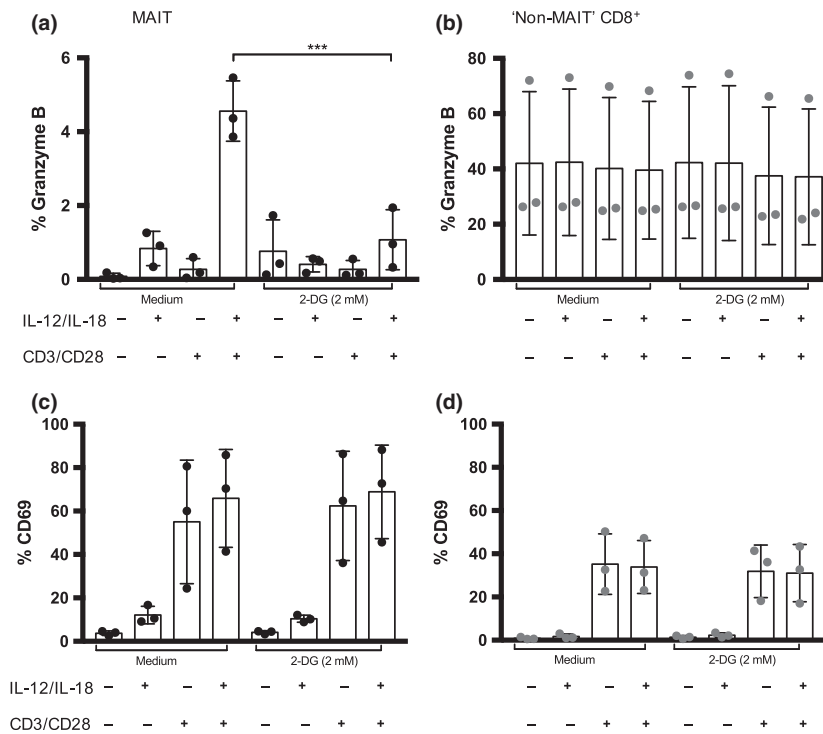 (a) MAIT
(b) 'Non-MAIT' CD8⁺
% Granzyme B
6
4
2
0
***
Medium
2-DG (2 mM)
IL-12/IL-18 – + – + – + – +
CD3/CD28 – – + + – – + +
% Granzyme B
80
60
40
20
0
Medium
2-DG (2 mM)
– + – + – + – +
– – + + – – + +
(c)
% CD69
100
80
60
40
20
0
Medium
2-DG (2 mM)
IL-12/IL-18 – + – + – + – +
CD3/CD28 – – + + – – + +
(d)
% CD69
100
80
60
40
20
0
Medium
2-DG (2 mM)
– + – + – + – +
– – + + – – + +